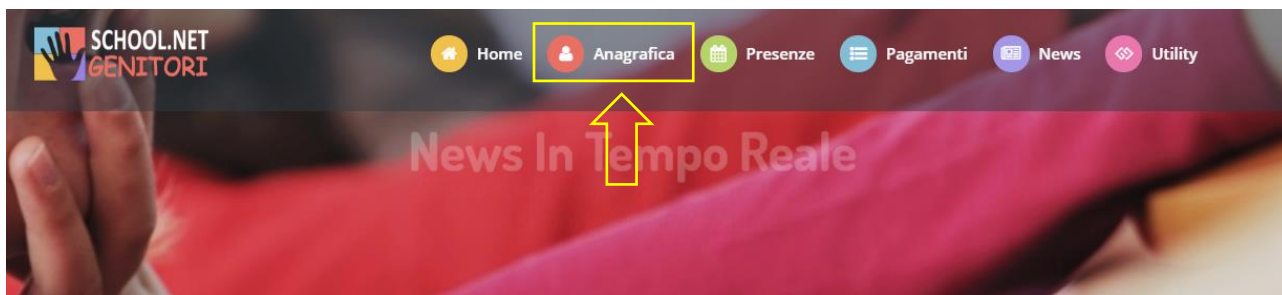 SCHOOL.NET
GENITORI
Home Anagrafica Presenze Pagamenti News Utility
News In Tempo Reale